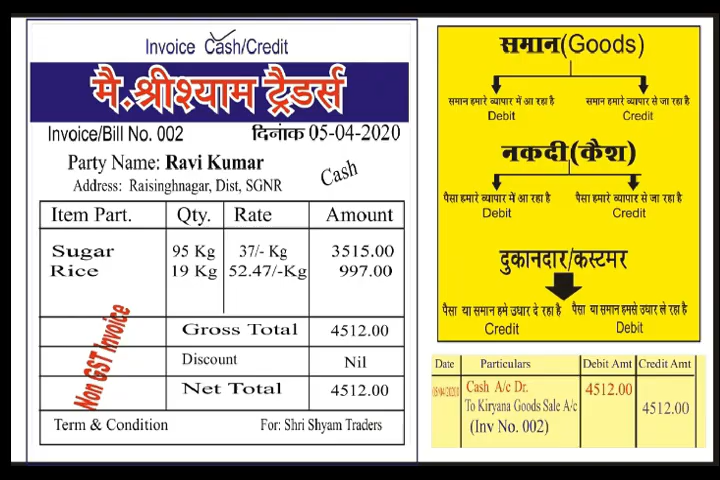 Invoice Cash/Credit
मै.श्रीश्याम ट्रैडर्स
Invoice/Bill No. 002 दिनांक 05-04-2020
Party Name: Ravi Kumar
Cash
Address: Raisinghnagar, Dist, SGNR
Item Part. Qty. Rate Amount
Sugar 95 Kg 37/- Kg 3515.00
Rice 19 Kg 52.47/-Kg 997.00
Non GST Invoice
Gross Total 4512.00
Discount Nil
Net Total 4512.00
Term & Condition For: Shri Shyam Traders
समान(Goods)
समान हमारे व्यापार में आ रहा है समान हमारे व्यापार से जा रहा है
Debit Credit
नकदी(कैश)
पैसा हमारे व्यापार में आ रहा है पैसा हमारे व्यापार से जा रहा है
Debit Credit
दुकानदार/कस्टमर
पैसा या समान हमे उधार दे रहा है पैसा या समान हमसे उधार ले रहा है
Credit Debit
Date Particulars Debit Amt Credit Amt
05/04/2020 Cash A/c Dr. 4512.00
To Kiryana Goods Sale A/c 4512.00
(Inv No. 002)